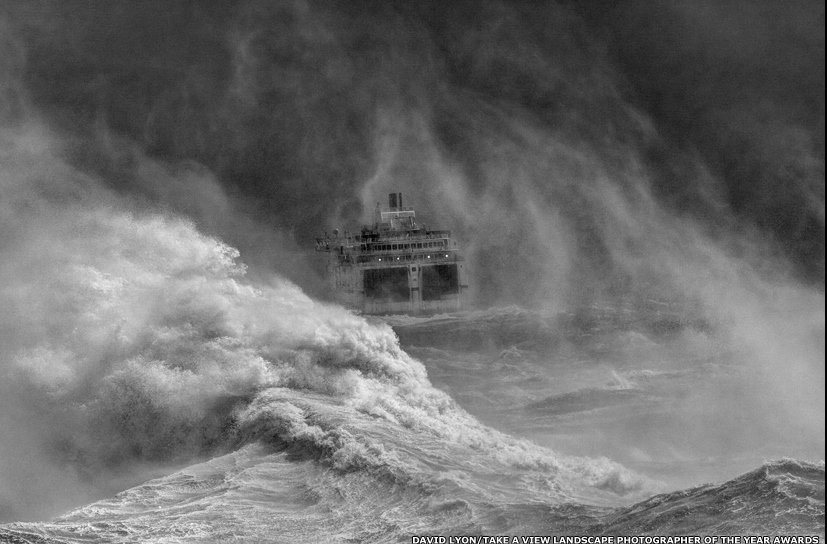 DAVID LYON/TAKE A VIEW LANDSCAPE PHOTOGRAPHER OF THE YEAR AWARDS